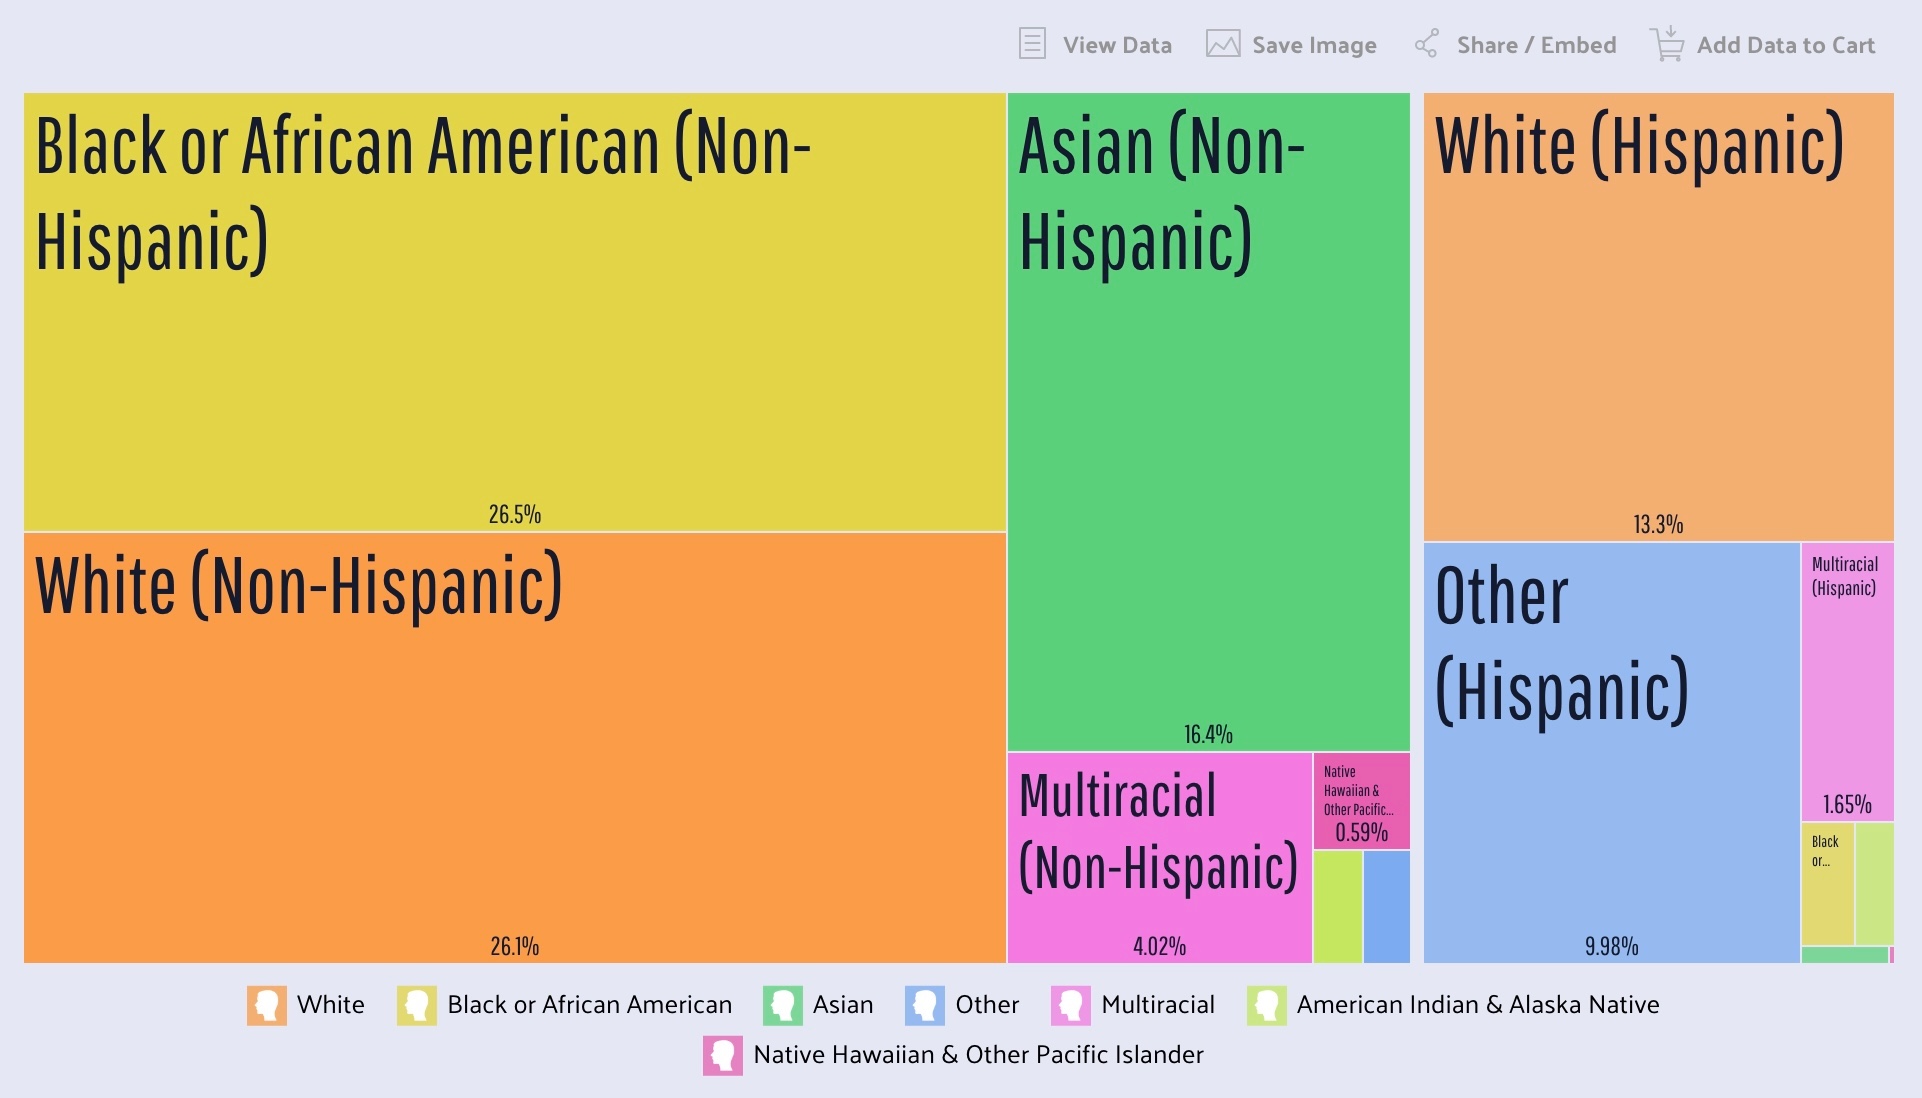 View Data
Save Image
Share / Embed
Add Data to Cart
Black or African American (Non-
Hispanic)
26.5%
White (Non-Hispanic)
26.1%
Asian (Non-
Hispanic)
16.4%
Multiracial
(Non-Hispanic)
4.02%
Native
Hawaiian &
Other Pacific...
0.59%
White (Hispanic)
13.3%
Other
(Hispanic)
9.98%
Multiracial
(Hispanic)
1.65%
Black
or...
White
Black or African American
Asian
Other
Multiracial
American Indian & Alaska Native
Native Hawaiian & Other Pacific Islander